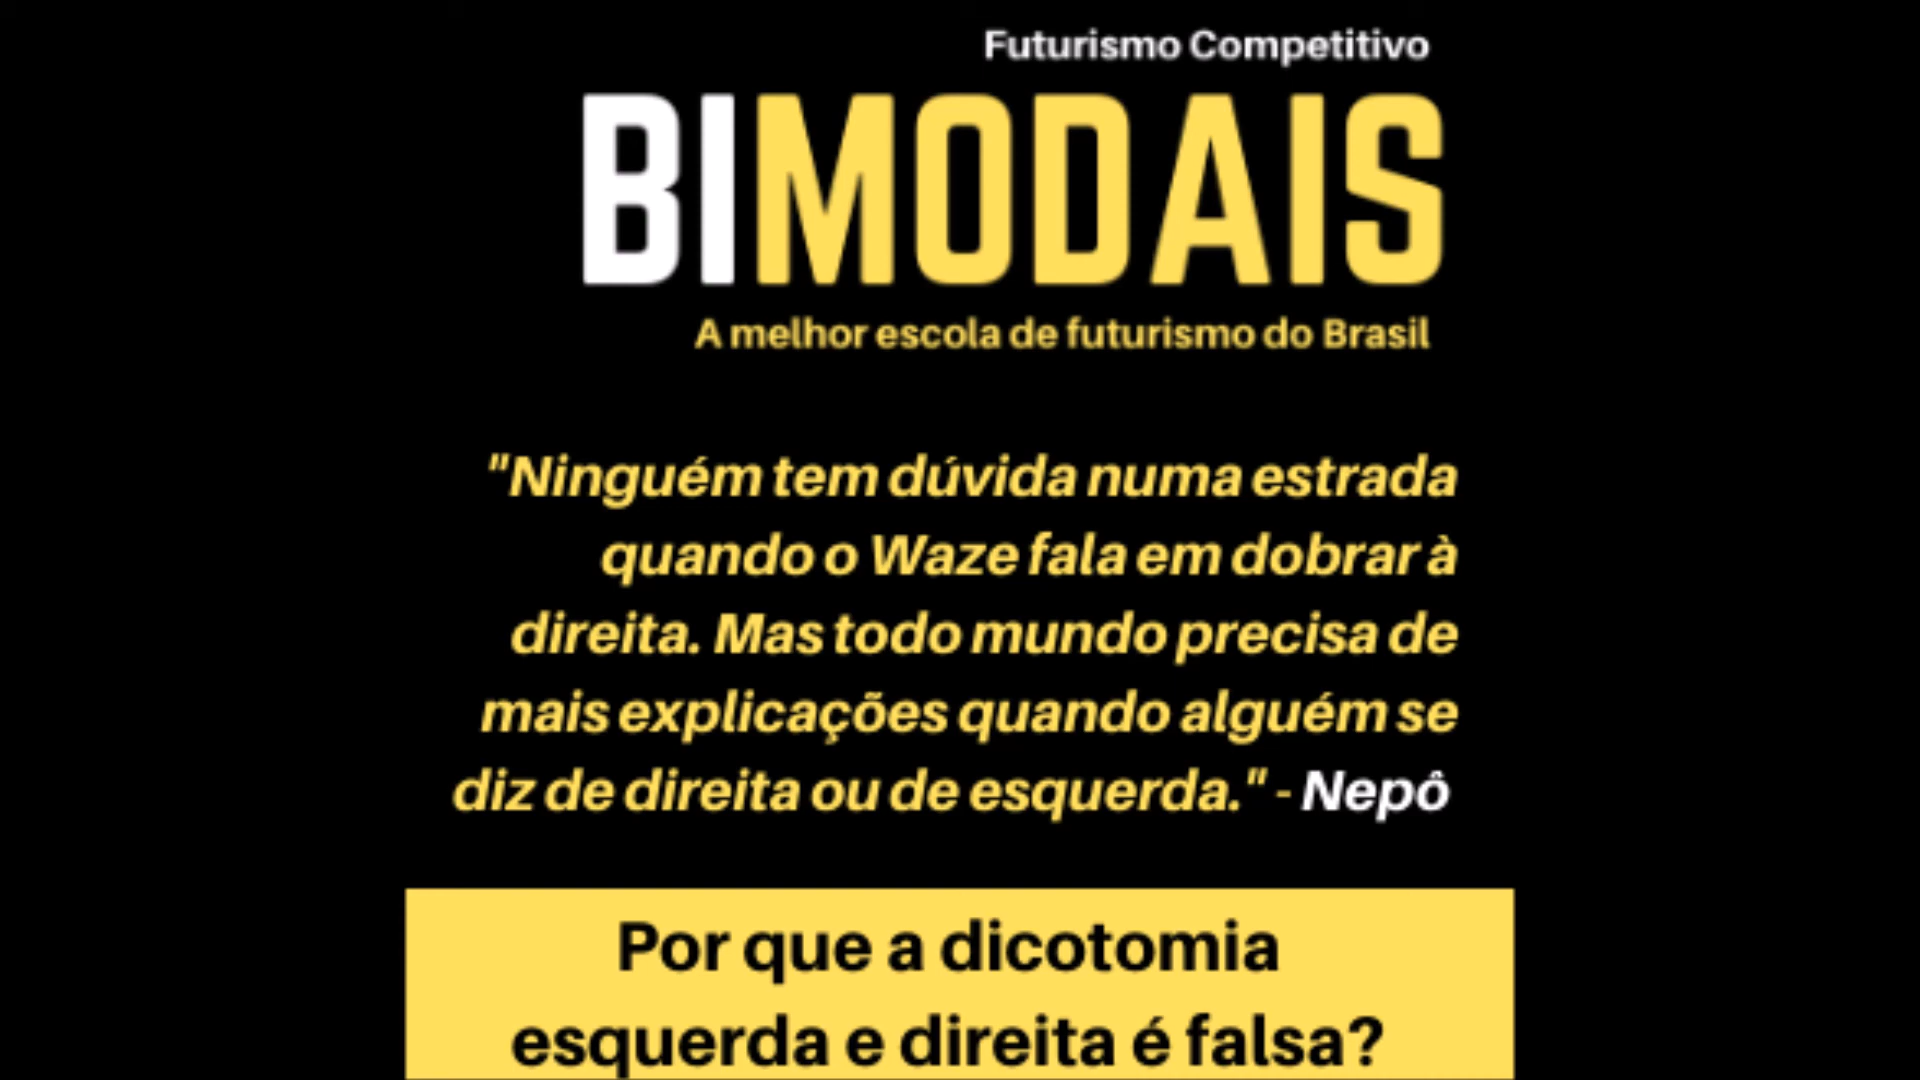 Futurismo Competitivo
BIMODAIS
A melhor escola de futurismo do Brasil
"Ninguém tem dúvida numa estrada
quando o Waze fala em dobrar à
direita. Mas todo mundo precisa de
mais explicações quando alguém se
diz de direita ou de esquerda." - Nepô
Por que a dicotomia
esquerda e direita é falsa?